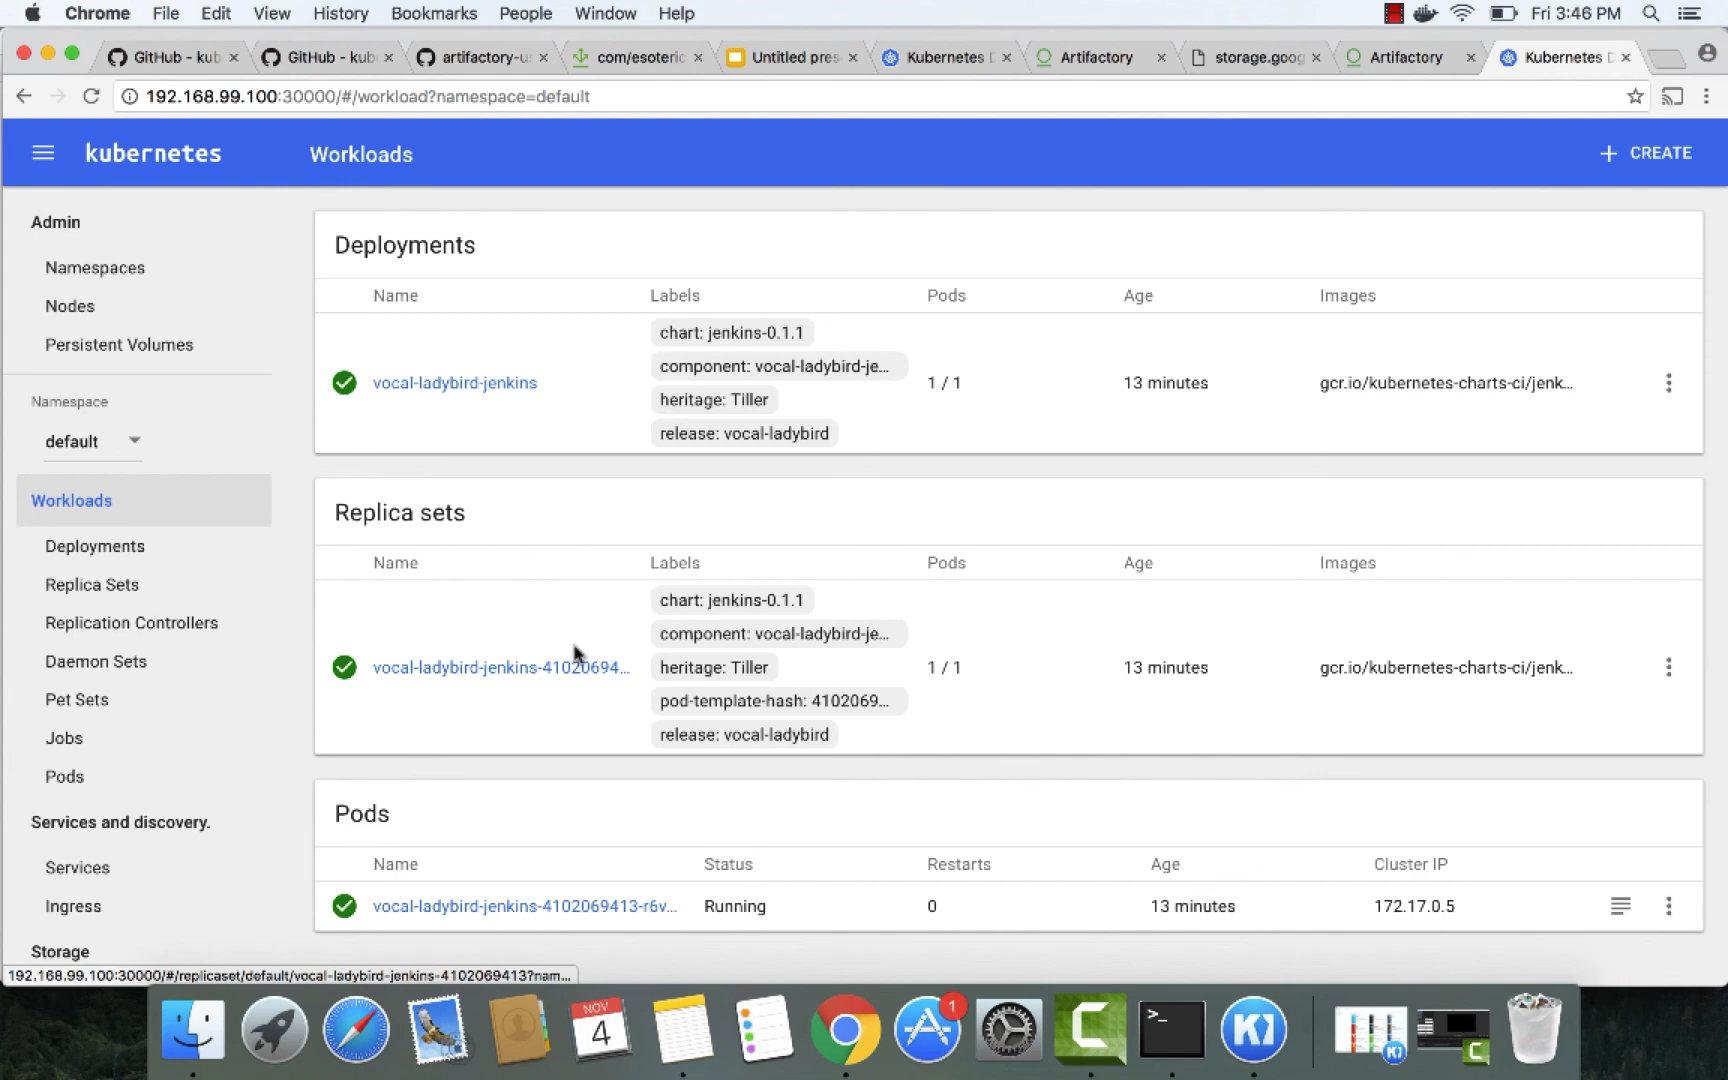 Chrome File Edit View History Bookmarks People Window Help Fri 3:46 PM
GitHub - kub GitHub - kub artifactory-u com/esoteric Untitled pres Kubernetes D Artifactory storage.goog Artifactory Kubernetes D
192.168.99.100:30000/#/workload?namespace=default
kubernetes Workloads + CREATE
Admin
Namespaces
Nodes
Persistent Volumes
Namespace
default
Workloads
Deployments
Replica Sets
Replication Controllers
Daemon Sets
Pet Sets
Jobs
Pods
Services and discovery.
Services
Ingress
Storage
Deployments
Name Labels Pods Age Images
chart: jenkins-0.1.1
component: vocal-ladybird-je...
vocal-ladybird-jenkins 1 / 1 13 minutes gcr.io/kubernetes-charts-ci/jenk...
heritage: Tiller
release: vocal-ladybird
Replica sets
Name Labels Pods Age Images
chart: jenkins-0.1.1
component: vocal-ladybird-je...
vocal-ladybird-jenkins-41020694... heritage: Tiller 1 / 1 13 minutes gcr.io/kubernetes-charts-ci/jenk...
pod-template-hash: 4102069...
release: vocal-ladybird
Pods
Name Status Restarts Age Cluster IP
vocal-ladybird-jenkins-4102069413-r6v... Running 0 13 minutes 172.17.0.5
192.168.99.100:30000/#/replicaset/default/vocal-ladybird-jenkins-4102069413?nam...
NOV
4
1
>_